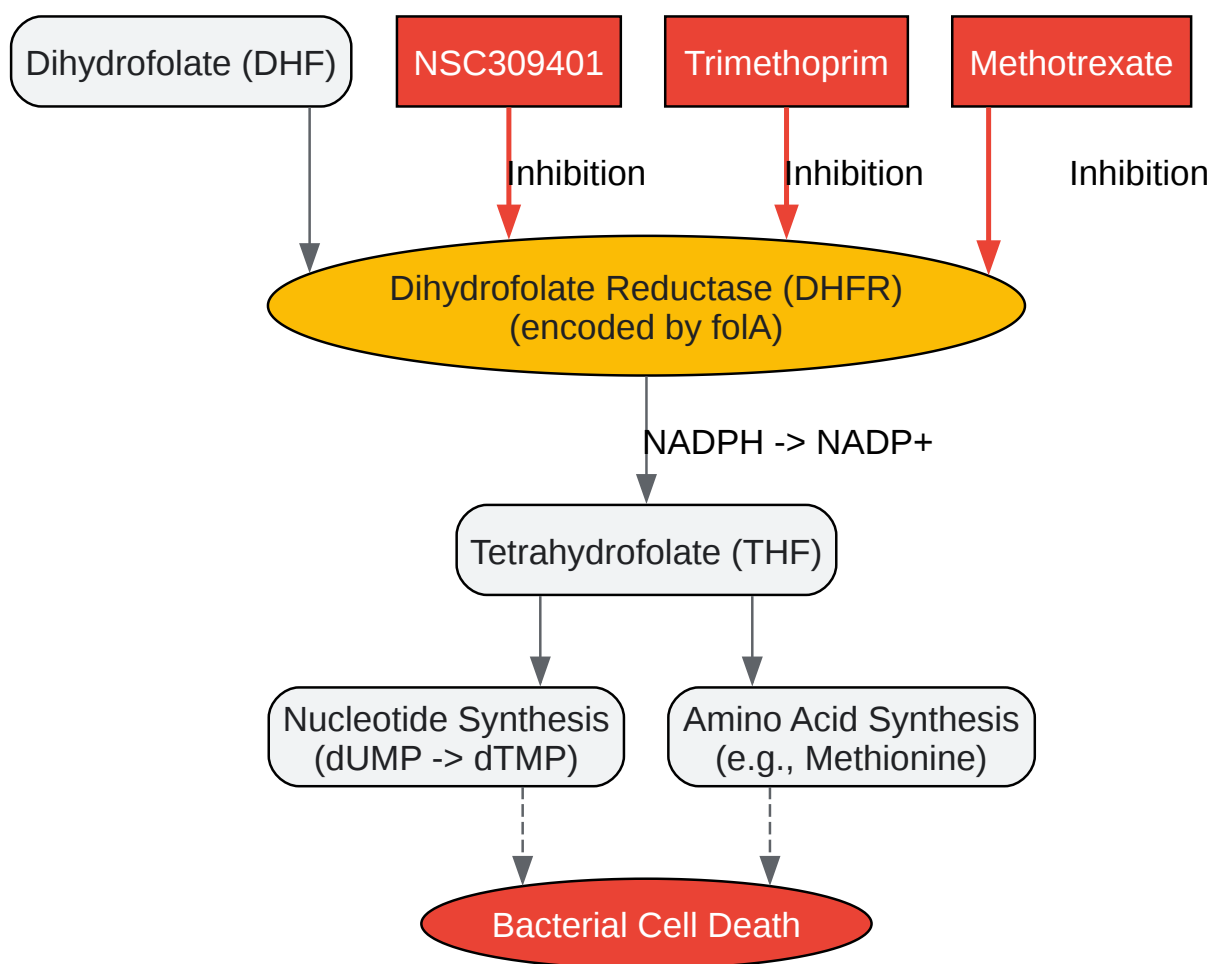 Dihydrofolate (DHF)
NSC309401
Trimethoprim
Methotrexate
Inhibition
Inhibition
Inhibition
Dihydrofolate Reductase (DHFR)
(encoded by folA)
NADPH -> NADP+
Tetrahydrofolate (THF)
Nucleotide Synthesis
(dUMP -> dTMP)
Amino Acid Synthesis
(e.g., Methionine)
Bacterial Cell Death